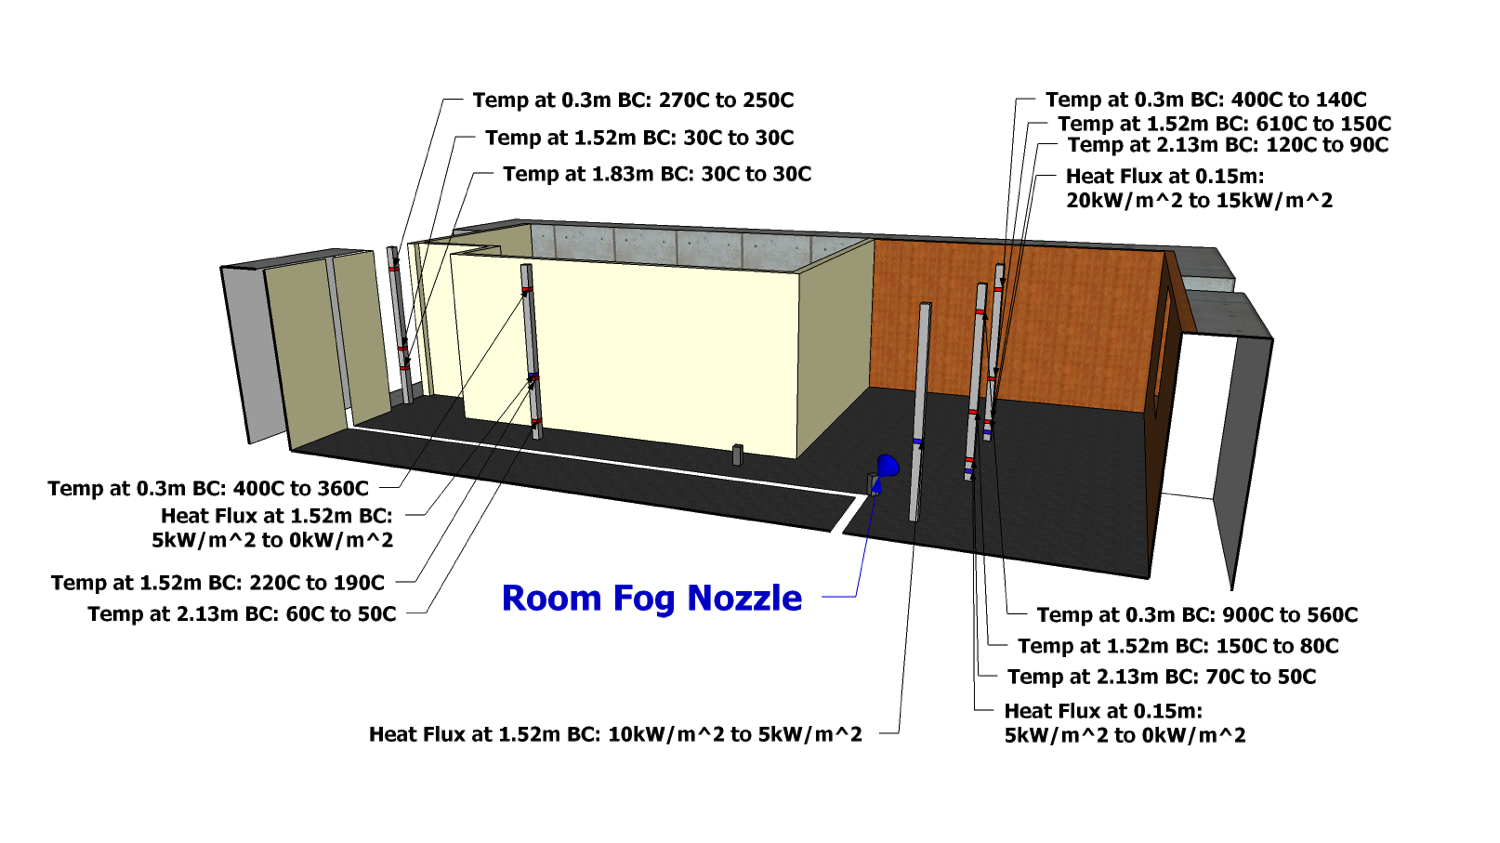 Temp at 0.3m BC: 270C to 250C
Temp at 1.52m BC: 30C to 30C
Temp at 1.83m BC: 30C to 30C
Temp at 0.3m BC: 400C to 140C
Temp at 1.52m BC: 610C to 150C
Temp at 2.13m BC: 120C to 90C
Heat Flux at 0.15m:
20kW/m^2 to 15kW/m^2
Temp at 0.3m BC: 400C to 360C
Heat Flux at 1.52m BC:
5kW/m^2 to 0kW/m^2
Temp at 1.52m BC: 220C to 190C
Temp at 2.13m BC: 60C to 50C
Room Fog Nozzle
Temp at 0.3m BC: 900C to 560C
Temp at 1.52m BC: 150C to 80C
Temp at 2.13m BC: 70C to 50C
Heat Flux at 0.15m:
5kW/m^2 to 0kW/m^2
Heat Flux at 1.52m BC: 10kW/m^2 to 5kW/m^2